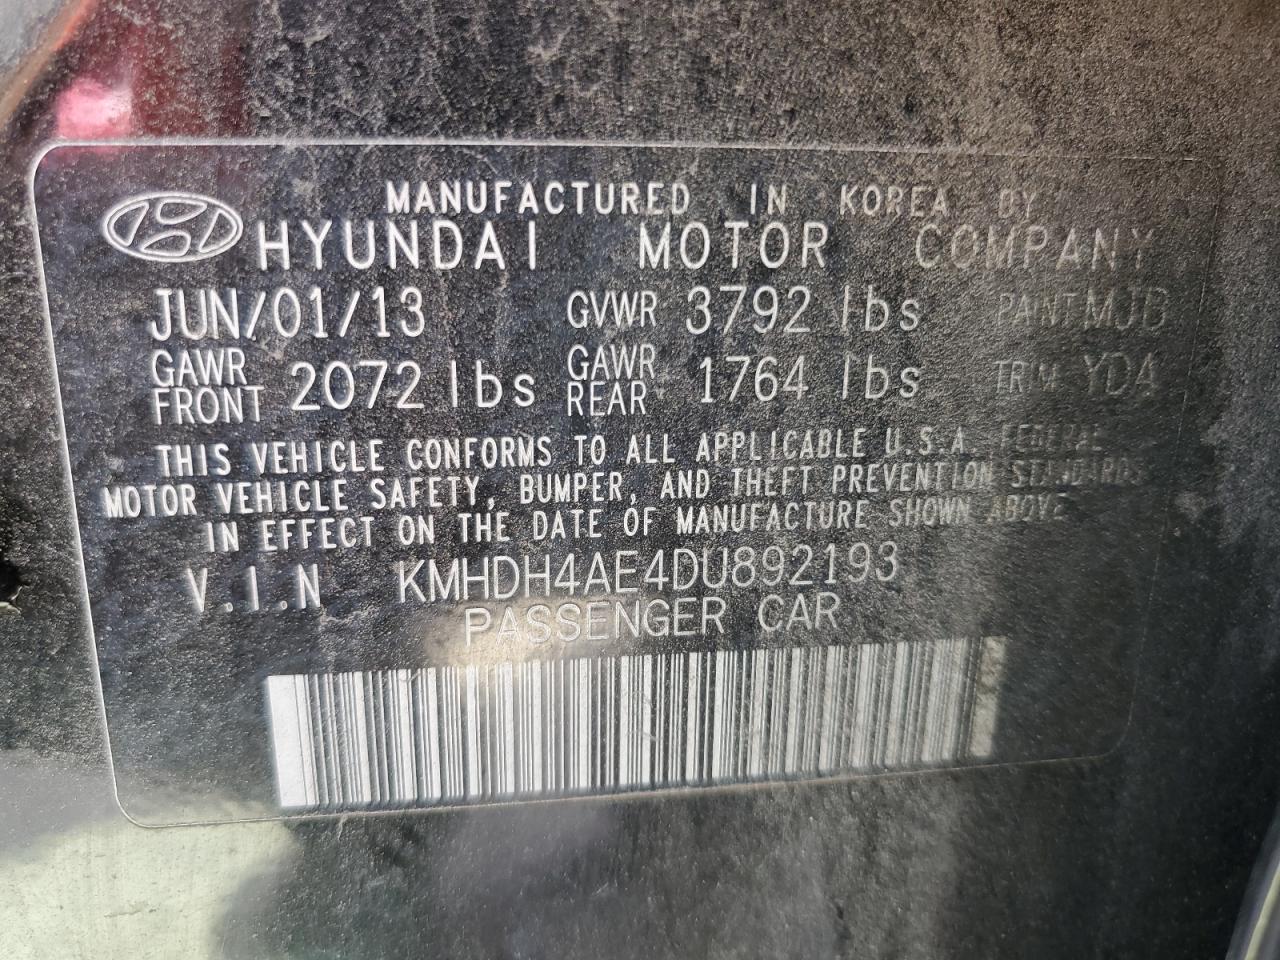 MANUFACTURED IN KOREA BY
HYUNDAI MOTOR COMPANY
JUN/01/13 GVWR 3792 lbs PAINT
GAWR FRONT 2072 lbs GAWR REAR 1764 lbs TRIM YDA
THIS VEHICLE CONFORMS TO ALL APPLICABLE U.S.A. FEDERAL
MOTOR VEHICLE SAFETY, BUMPER, AND THEFT PREVENTION STANDARDS
IN EFFECT ON THE DATE OF MANUFACTURE SHOWN ABOVE
V.I.N KMHDH4AE4DU892193
PASSENGER CAR